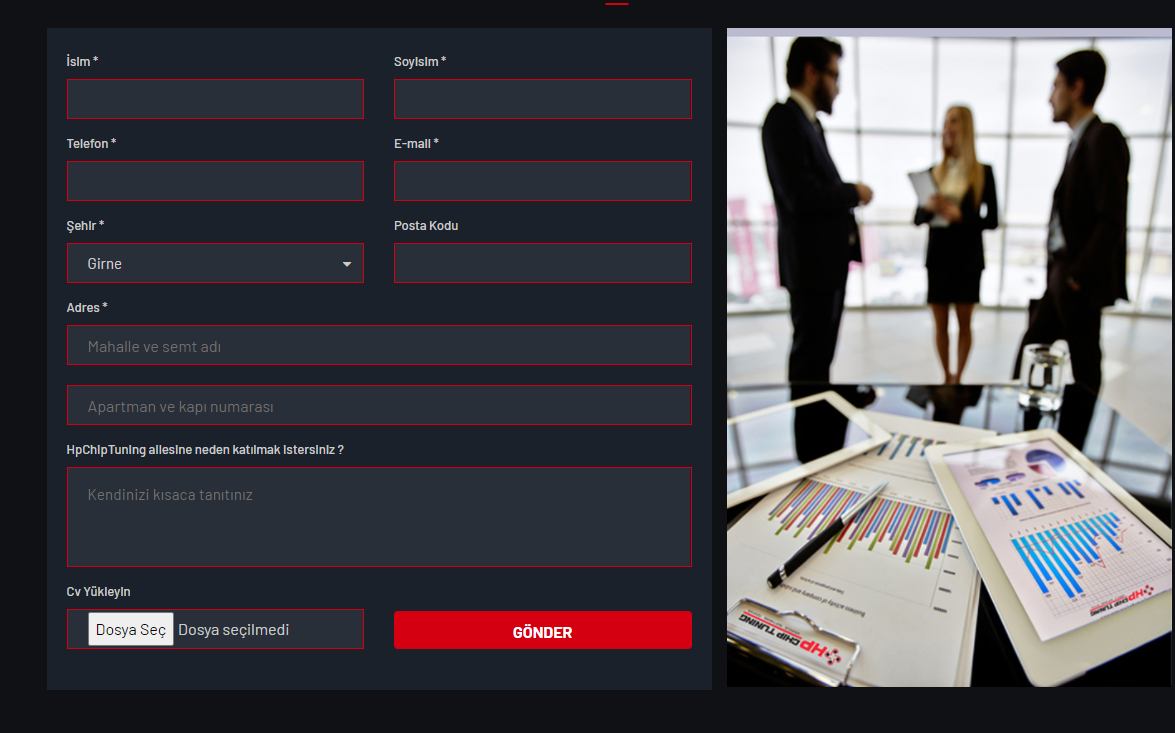 İsim *
Soyisim *
Telefon *
E-mail *
Şehir *
Posta Kodu
Girne
Adres *
Mahalle ve semt adı
Apartman ve kapı numarası
HpChipTuning ailesine neden katılmak istersiniz ?
Kendinizi kısaca tanıtınız
Cv Yükleyin
Dosya Seç Dosya seçilmedi
GÖNDER
HP CHIP TUNING
HP CHIP TUNING